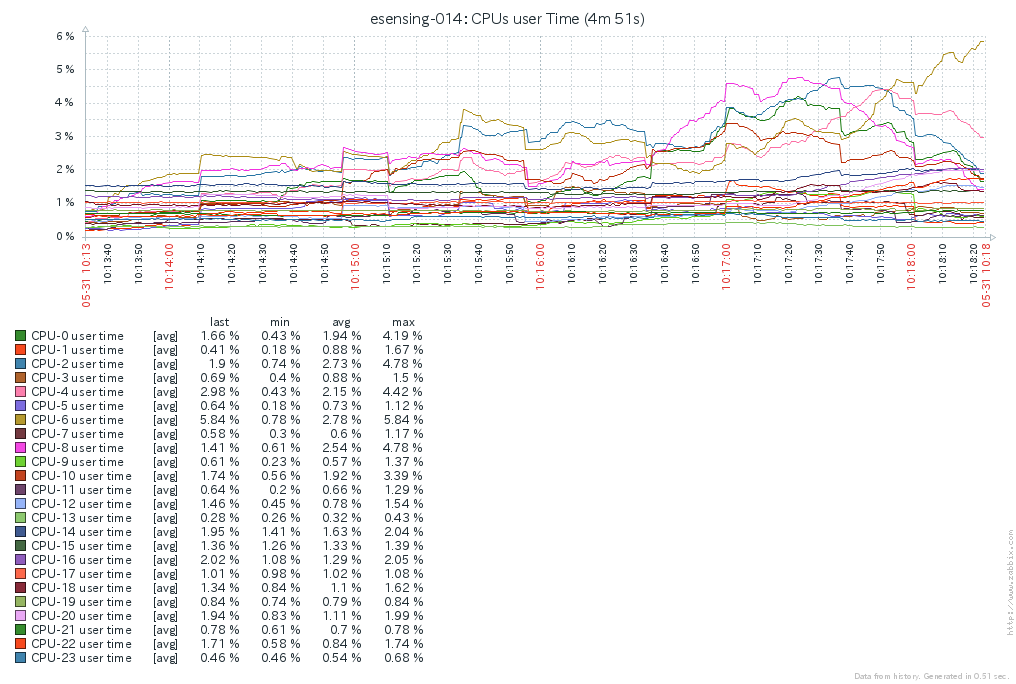 esensing-014: CPUs user Time (4m 51s)
6 %
5 %
4 %
3 %
2 %
1 %
0 %
05-31 10:13
10:13:40
10:13:50
10:14:00
10:14:10
10:14:20
10:14:30
10:14:40
10:14:50
10:15:00
10:15:10
10:15:20
10:15:30
10:15:40
10:15:50
10:16:00
10:16:10
10:16:20
10:16:30
10:16:40
10:16:50
10:17:00
10:17:10
10:17:20
10:17:30
10:17:40
10:17:50
10:18:00
10:18:10
10:18:20
05-31 10:18
last min avg max
CPU-0 user time [avg] 1.66 % 0.43 % 1.94 % 4.19 %
CPU-1 user time [avg] 0.41 % 0.18 % 0.88 % 1.67 %
CPU-2 user time [avg] 1.9 % 0.74 % 2.73 % 4.78 %
CPU-3 user time [avg] 0.69 % 0.4 % 0.88 % 1.5 %
CPU-4 user time [avg] 2.98 % 0.43 % 2.15 % 4.42 %
CPU-5 user time [avg] 0.64 % 0.18 % 0.73 % 1.12 %
CPU-6 user time [avg] 5.84 % 0.78 % 2.78 % 5.84 %
CPU-7 user time [avg] 0.58 % 0.3 % 0.6 % 1.17 %
CPU-8 user time [avg] 1.41 % 0.61 % 2.54 % 4.78 %
CPU-9 user time [avg] 0.61 % 0.23 % 0.57 % 1.37 %
CPU-10 user time [avg] 1.74 % 0.56 % 1.92 % 3.39 %
CPU-11 user time [avg] 0.64 % 0.2 % 0.66 % 1.29 %
CPU-12 user time [avg] 1.46 % 0.45 % 0.78 % 1.54 %
CPU-13 user time [avg] 0.28 % 0.26 % 0.32 % 0.43 %
CPU-14 user time [avg] 1.95 % 1.41 % 1.63 % 2.04 %
CPU-15 user time [avg] 1.36 % 1.26 % 1.33 % 1.39 %
CPU-16 user time [avg] 2.02 % 1.08 % 1.29 % 2.05 %
CPU-17 user time [avg] 1.01 % 0.98 % 1.02 % 1.08 %
CPU-18 user time [avg] 1.34 % 0.84 % 1.1 % 1.62 %
CPU-19 user time [avg] 0.84 % 0.74 % 0.79 % 0.84 %
CPU-20 user time [avg] 1.94 % 0.83 % 1.11 % 1.99 %
CPU-21 user time [avg] 0.78 % 0.61 % 0.7 % 0.78 %
CPU-22 user time [avg] 1.71 % 0.58 % 0.84 % 1.74 %
CPU-23 user time [avg] 0.46 % 0.46 % 0.54 % 0.68 %
http://www.zabbix.com
Data from history. Generated in 0.51 sec.